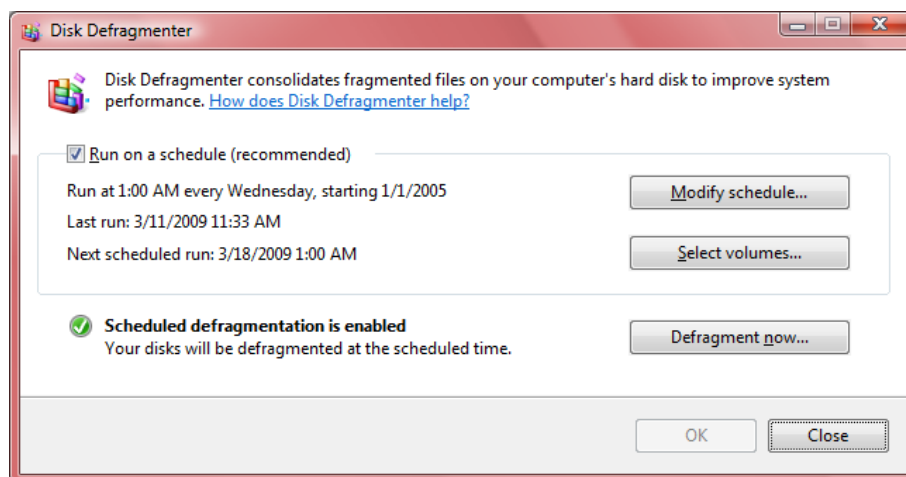 Disk Defragmenter
Disk Defragmenter consolidates fragmented files on your computer's hard disk to improve system
performance. How does Disk Defragmenter help?
Run on a schedule (recommended)
Run at 1:00 AM every Wednesday, starting 1/1/2005
Modify schedule...
Last run: 3/11/2009 11:33 AM
Next scheduled run: 3/18/2009 1:00 AM
Select volumes...
Scheduled defragmentation is enabled
Your disks will be defragmented at the scheduled time.
Defragment now...
OK
Close